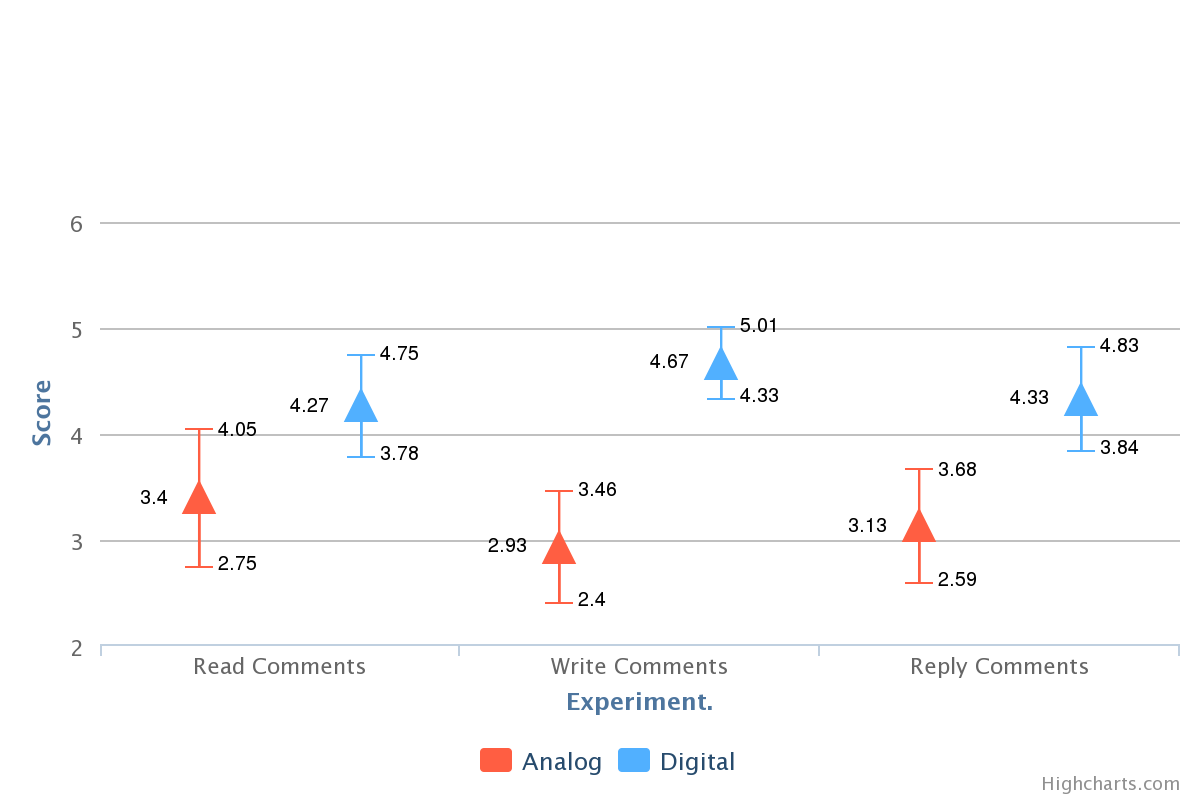 6
5
4
3
2
Score
4.05
3.4
2.75
4.75
4.27
3.78
3.46
2.93
2.4
5.01
4.67
4.33
3.68
3.13
2.59
4.83
4.33
3.84
Read Comments
Write Comments
Reply Comments
Experiment.
Analog
Digital
Highcharts.com